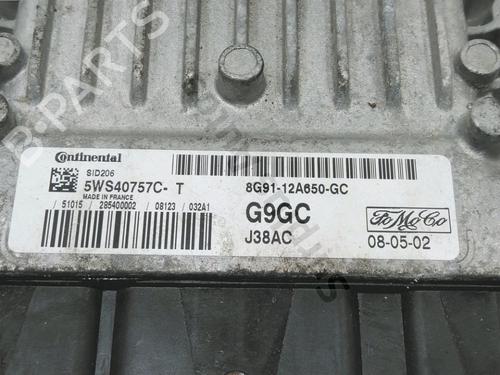 B-PARTS
Continental
SID206
5WS40757C- T
MADE IN FRANCE
51015 / 285400002 / 08123 / 032A1
8G91-12A650-GC
G9GC
J38AC
FoMoCo
08-05-02